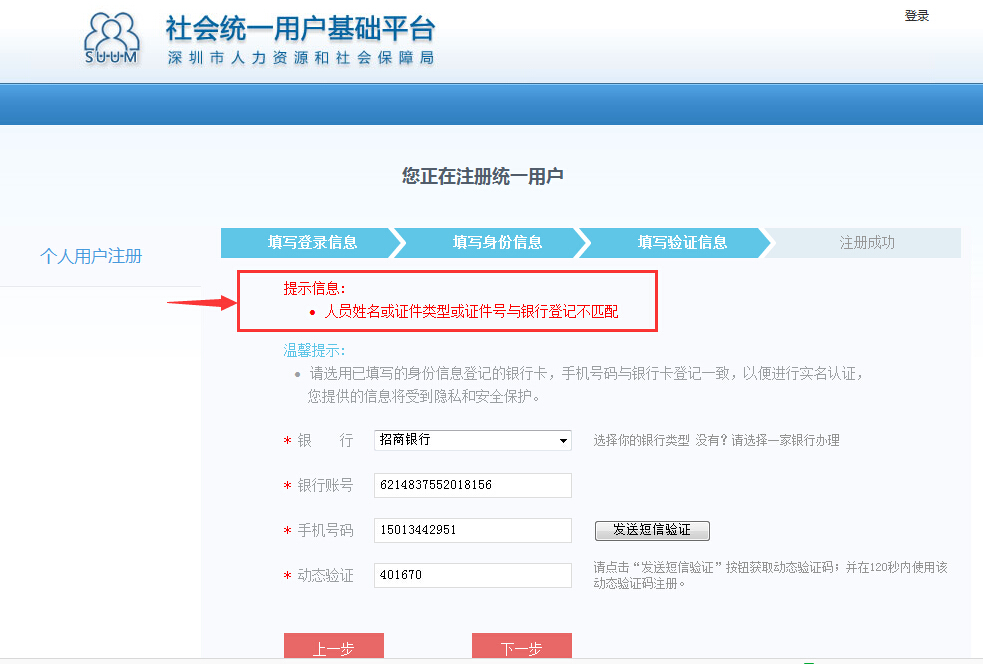 登录
社会统一用户基础平台
SUUM
深圳市人力资源和社会保障局
您正在注册统一用户
个人用户注册
填写登录信息 填写身份信息 填写验证信息 注册成功
提示信息:
• 人员姓名或证件类型或证件号与银行登记不匹配
温馨提示:
• 请选用已填写的身份信息登记的银行卡，手机号码与银行卡登记一致，以便进行实名认证，
您提供的信息将受到隐私和安全保护。
* 银 行 招商银行 选择你的银行类型 没有？请选择一家银行办理
* 银行账号 6214837552018156
* 手机号码 15013442951 发送短信验证
* 动态验证 401670 请点击“发送短信验证”按钮获取动态验证码；并在120秒内使用该
动态验证码注册。
上一步 下一步